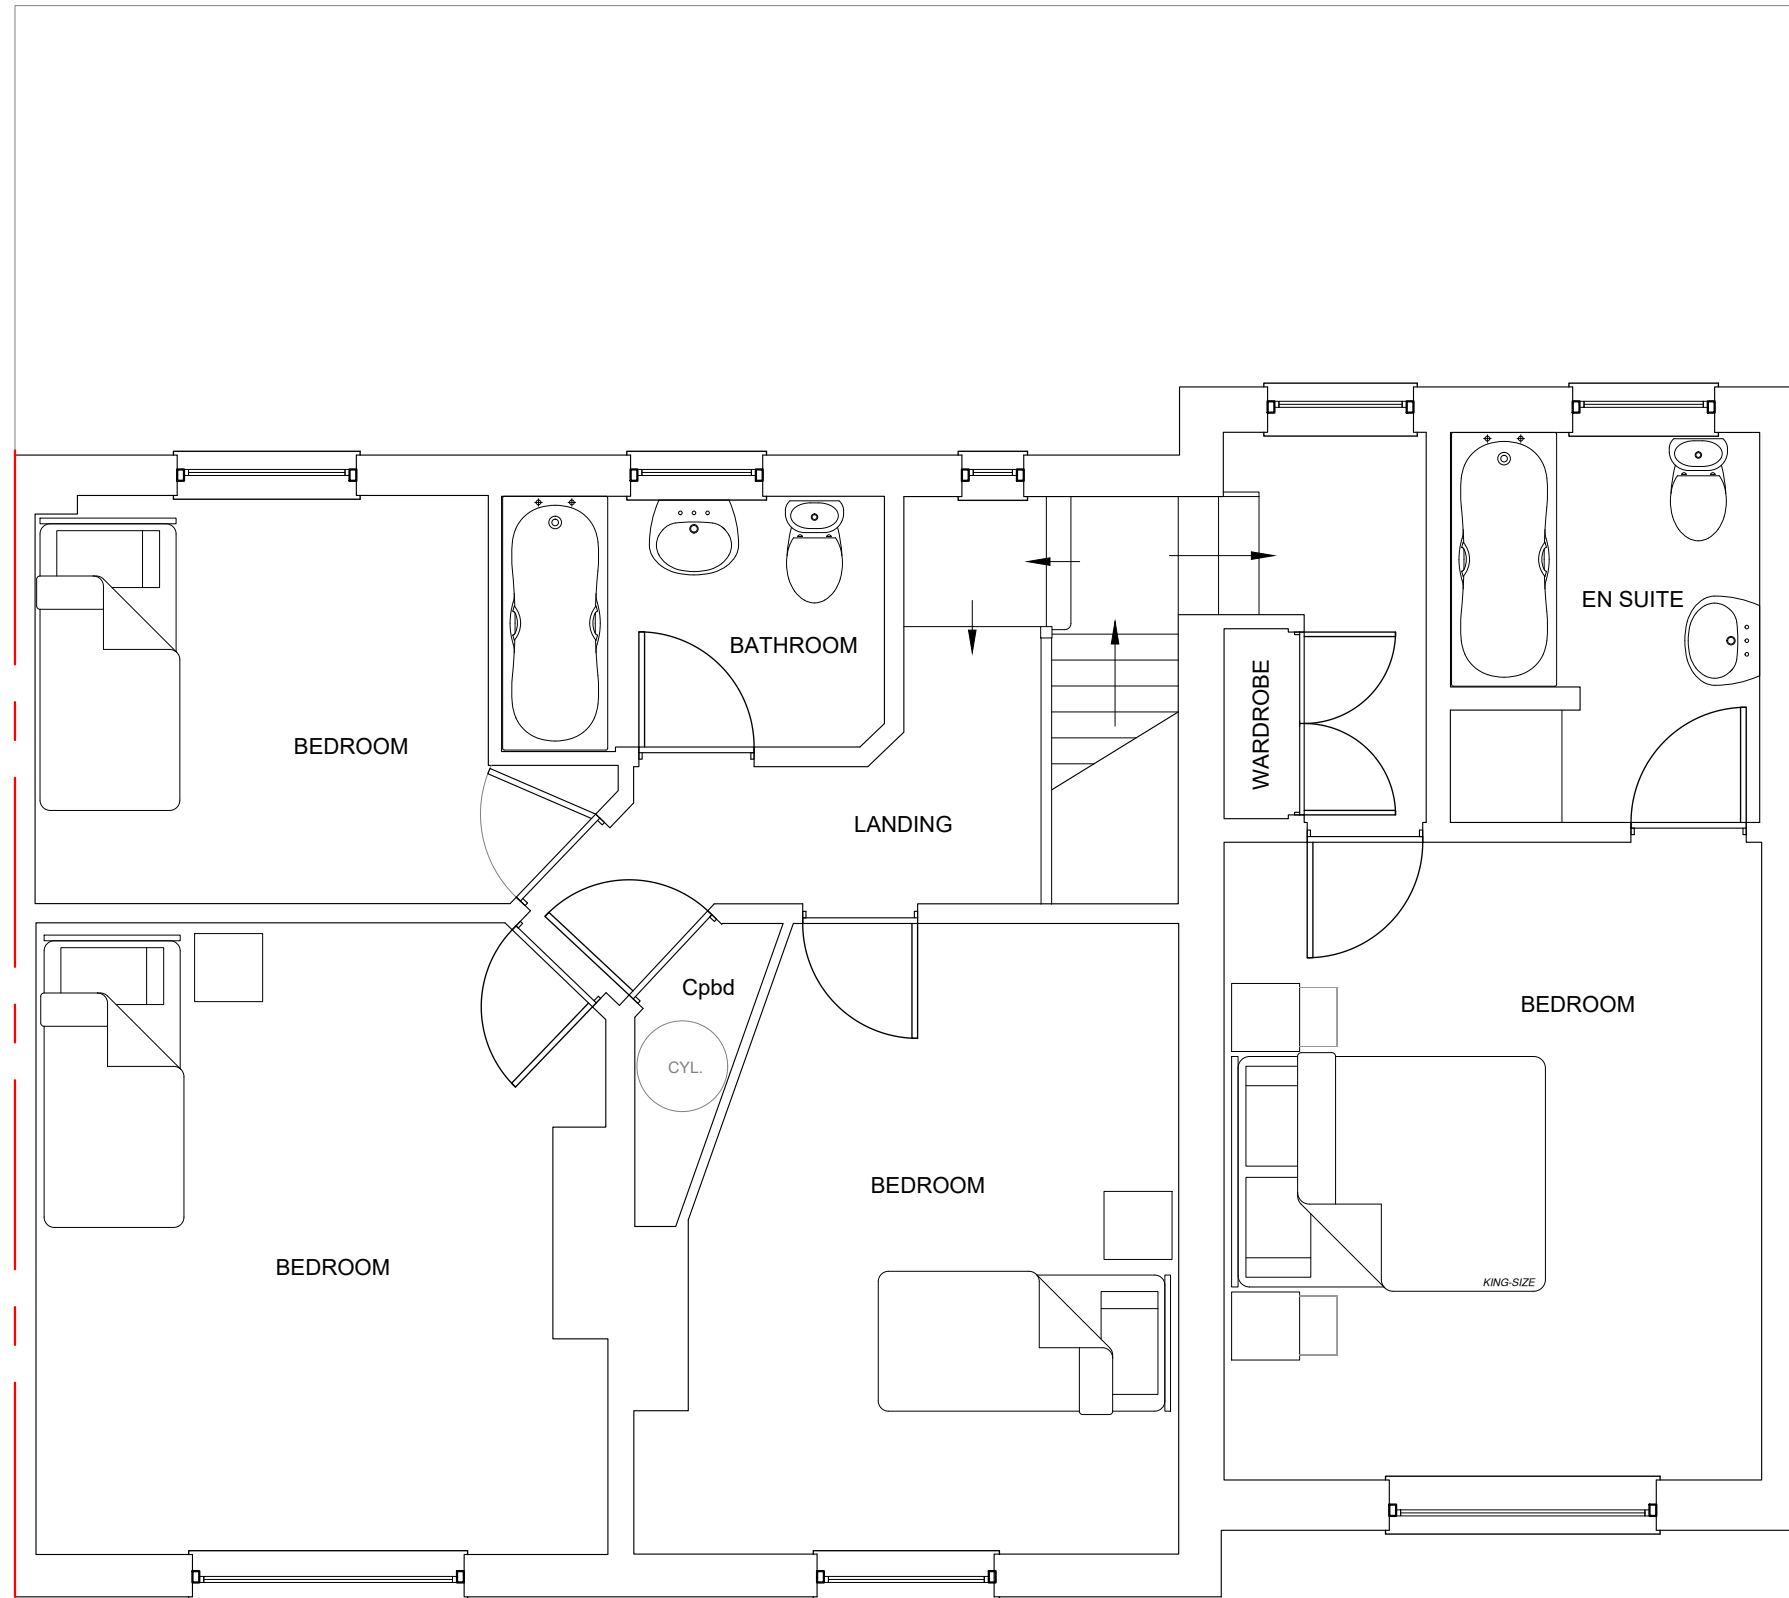 EN SUITE
BATHROOM
WARDROBE
BEDROOM
LANDING
Cpbd
BEDROOM
CYL.
BEDROOM
BEDROOM
KING-SIZE